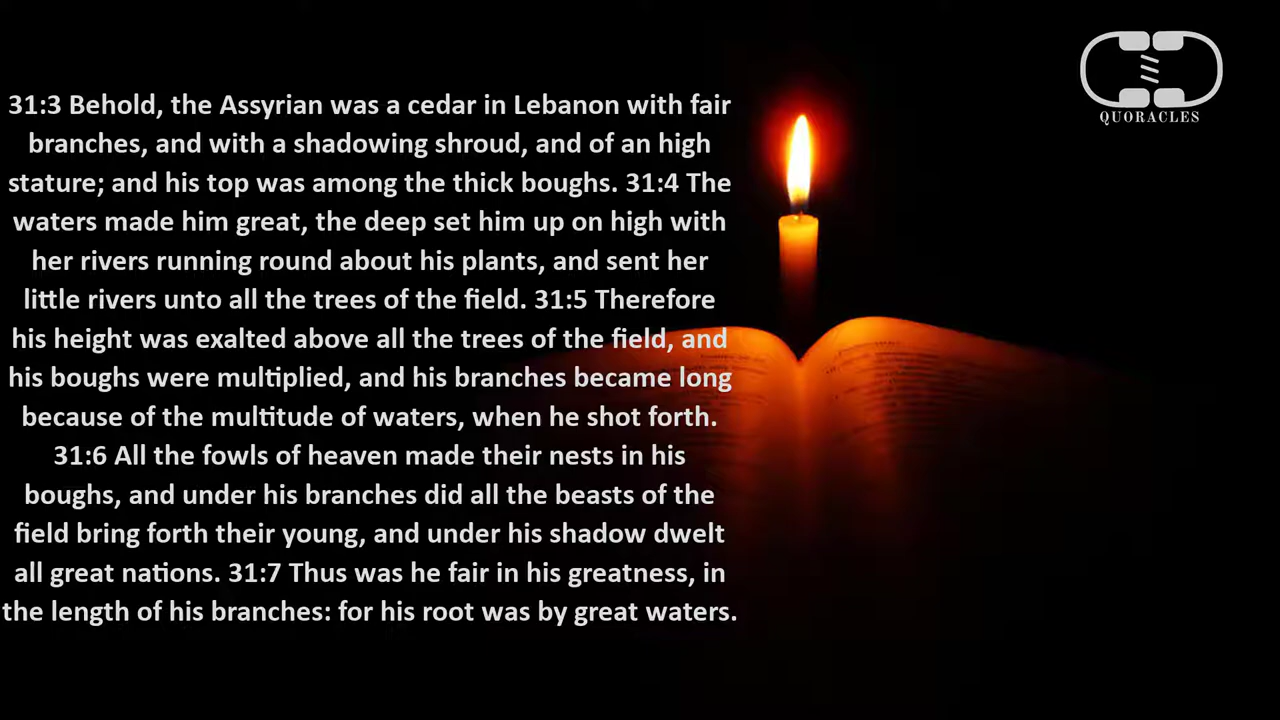 31:3 Behold, the Assyrian was a cedar in Lebanon with fair
branches, and with a shadowing shroud, and of an high
stature; and his top was among the thick boughs. 31:4 The
waters made him great, the deep set him up on high with
her rivers running round about his plants, and sent her
little rivers unto all the trees of the field. 31:5 Therefore
his height was exalted above all the trees of the field, and
his boughs were multiplied, and his branches became long
because of the multitude of waters, when he shot forth.
31:6 All the fowls of heaven made their nests in his
boughs, and under his branches did all the beasts of the
field bring forth their young, and under his shadow dwelt
all great nations. 31:7 Thus was he fair in his greatness, in
the length of his branches: for his root was by great waters.
QUORACLES